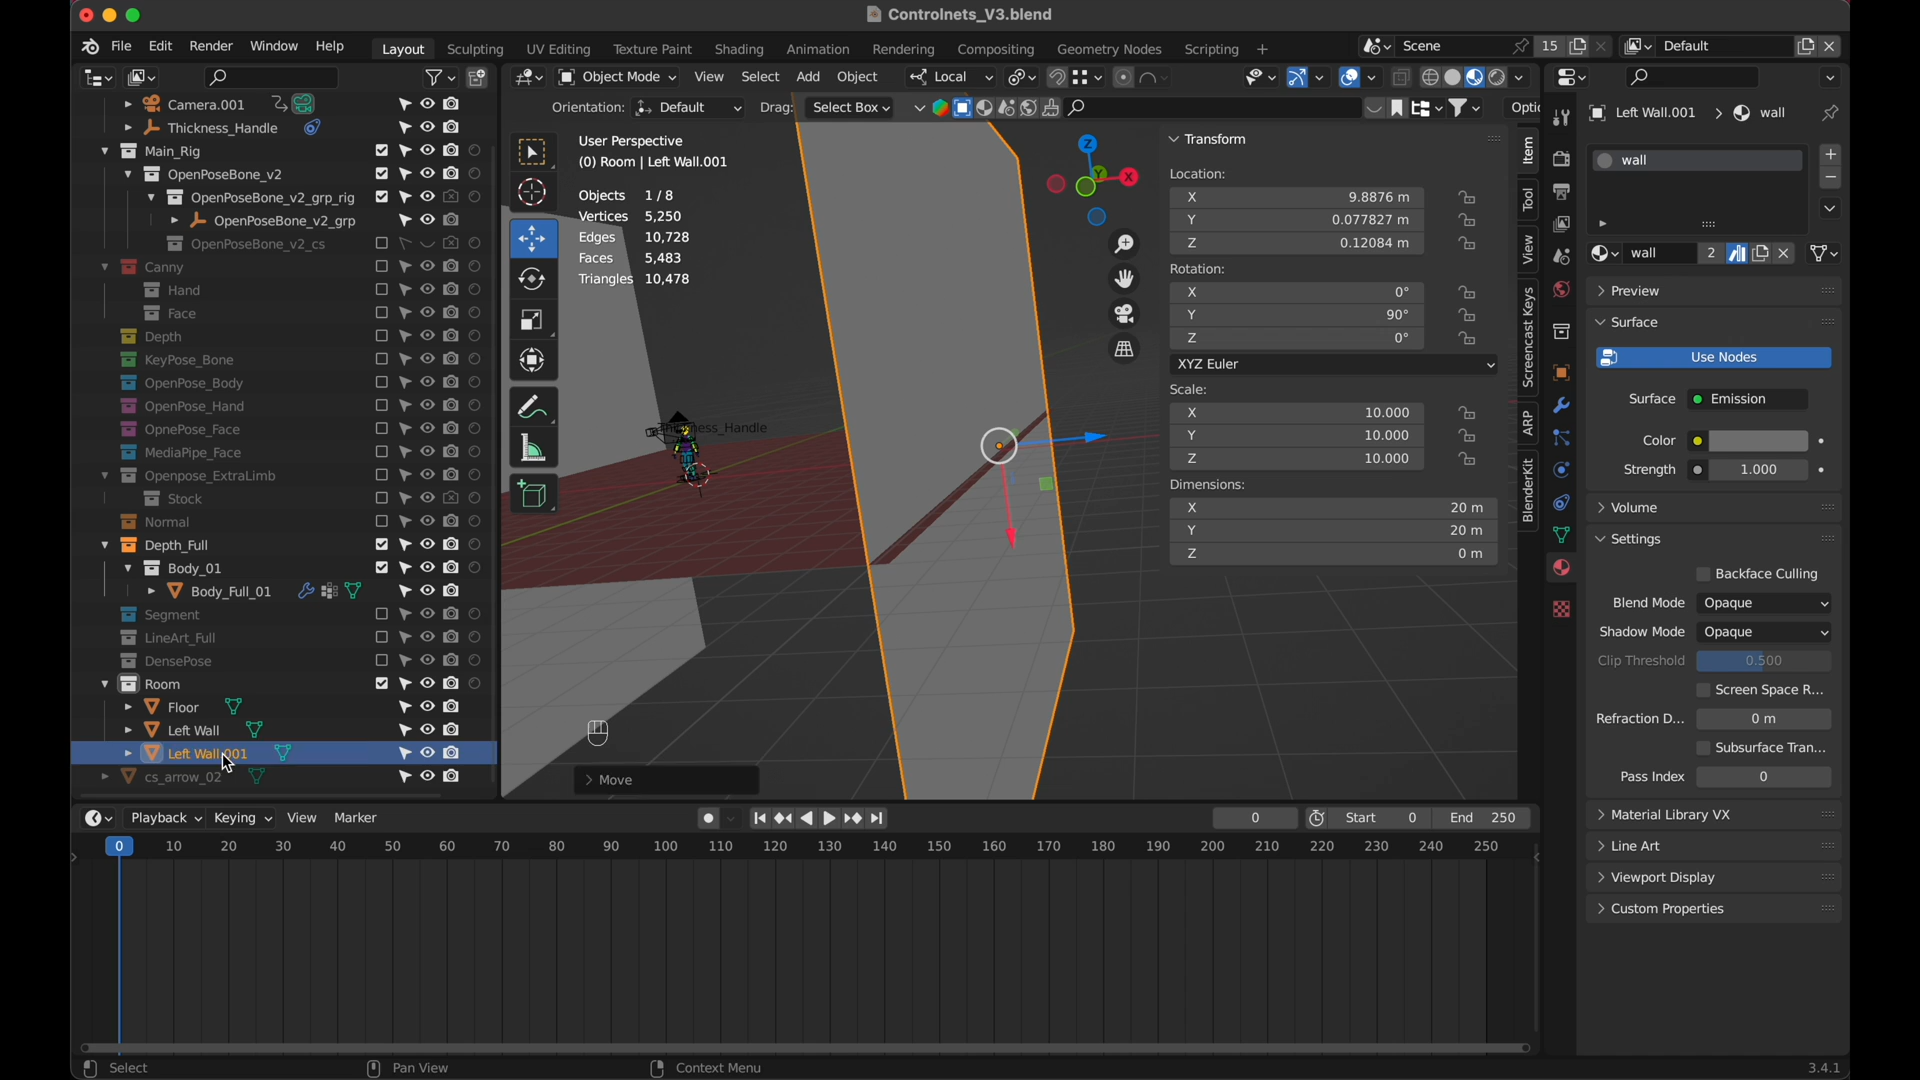 Controlnets_V3.blend
File Edit Render Window Help Layout Sculpting UV Editing Texture Paint Shading Animation Rendering Compositing Geometry Nodes Scripting + Scene 15 Default
Object Mode View Select Add Object Local
Orientation: Default Drag: Select Box Optic
Camera.001
Thickness_Handle
Main_Rig
OpenPoseBone_v2
OpenPoseBone_v2_grp_rig
OpenPoseBone_v2_grp
OpenPoseBone_v2_cs
Canny
Hand
Face
Depth
KeyPose_Bone
OpenPose_Body
OpenPose_Hand
OpnePose_Face
MediaPipe_Face
Openpose_ExtraLimb
Stock
Normal
Depth_Full
Body_01
Body_Full_01
Segment
LineArt_Full
DensePose
Room
Floor
Left Wall
Left Wall.001
cs_arrow_02
User Perspective
(0) Room | Left Wall.001
Objects 1 / 8
Vertices 5,250
Edges 10,728
Faces 5,483
Triangles 10,478
Z
Y X
Move
Transform
Location:
X 9.8876 m
Y 0.077827 m
Z 0.12084 m
Rotation:
X 0°
Y 90°
Z 0°
XYZ Euler
Scale:
X 10.000
Y 10.000
Z 10.000
Dimensions:
X 20 m
Y 20 m
Z 0 m
Item
Tool
View
Screencast Keys
ARP
BlenderKit
Left Wall.001 > wall
wall
wall 2
Preview
Surface
Use Nodes
Surface Emission
Color
Strength 1.000
Volume
Settings
Backface Culling
Blend Mode Opaque
Shadow Mode Opaque
Clip Threshold 0.500
Screen Space R...
Refraction D... 0 m
Subsurface Tran...
Pass Index 0
Material Library VX
Line Art
Viewport Display
Custom Properties
Playback Keying View Marker 0 Start 0 End 250
0 10 20 30 40 50 60 70 80 90 100 110 120 130 140 150 160 170 180 190 200 210 220 230 240 250
Select Pan View Context Menu 3.4.1